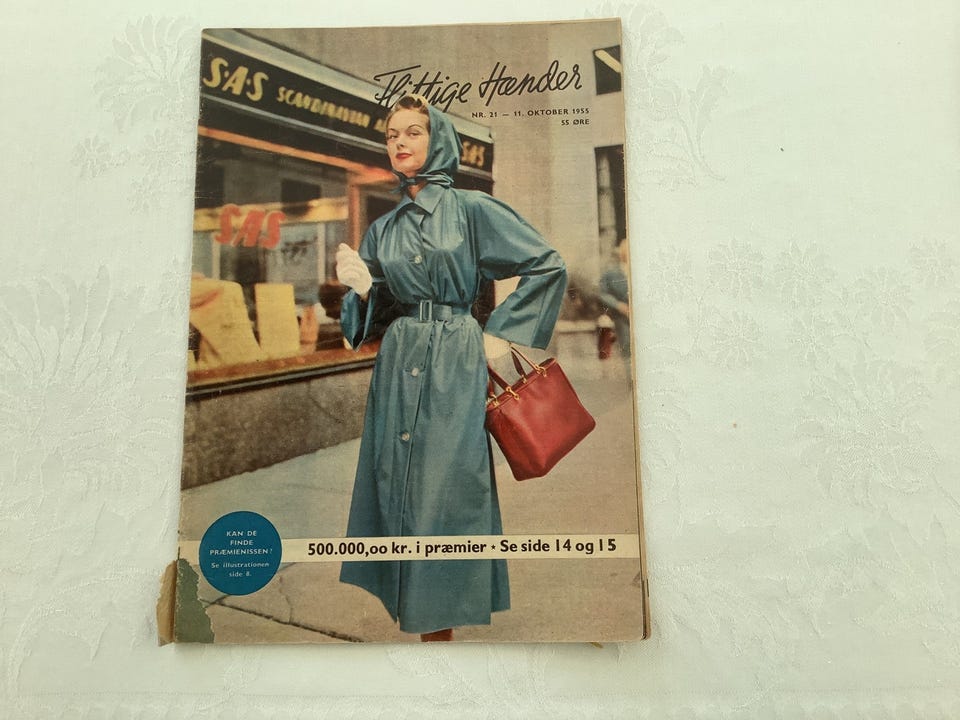 Flittige Hænder
NR. 21 — 11. OKTOBER 1955
55 ØRE
S·A·S SCANDINAVIAN
SAS
SAS
KAN DE
FINDE
PRÆMIENISSEN?
Se illustrationen
side 8.
500.000,oo kr. i præmier ★ Se side 14 og 15